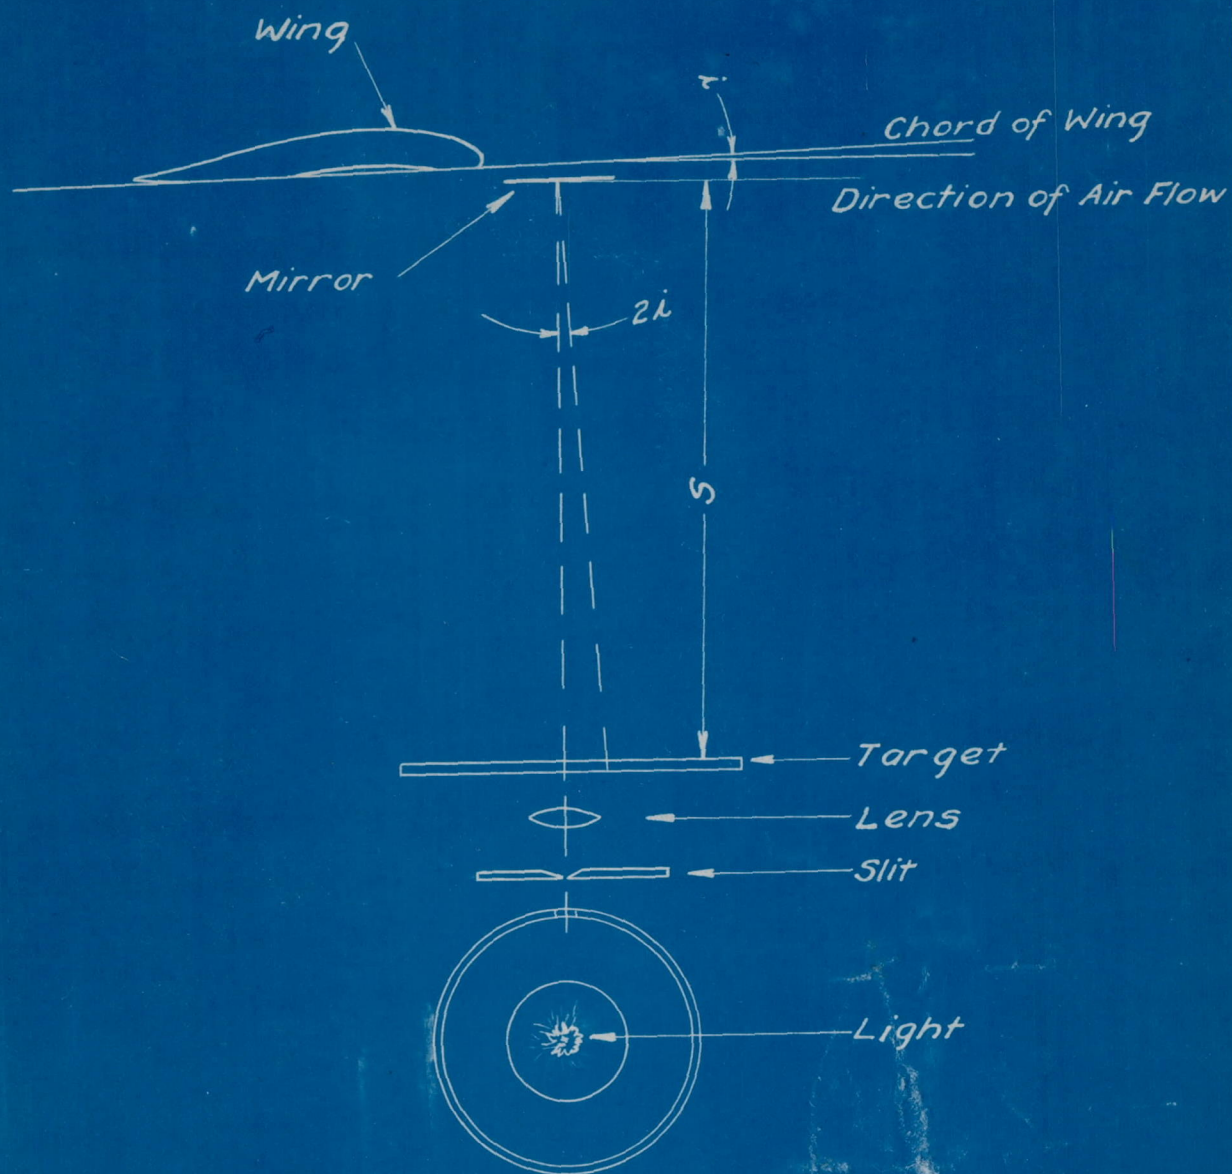 Wing
i
Chord of Wing
Direction of Air Flow
Mirror
2i
S
Target
Lens
Slit
Light